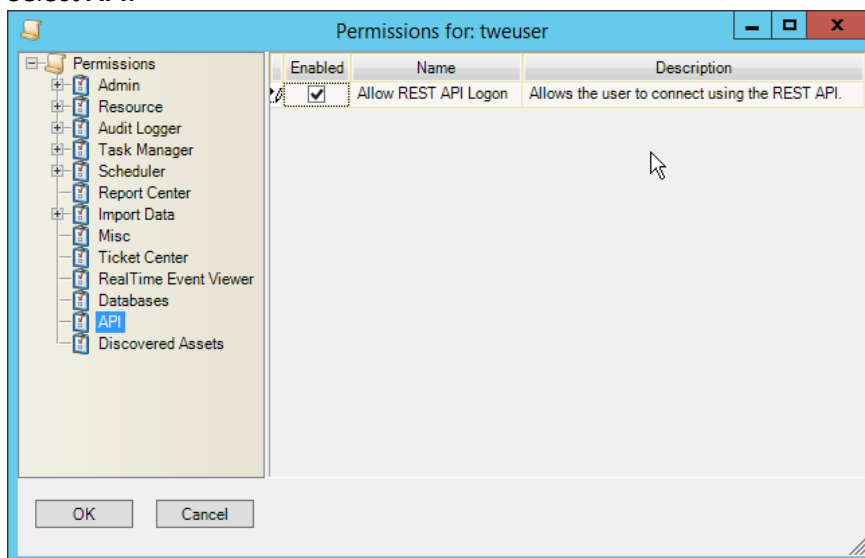 Permissions for: tweuser
Permissions
Admin
Resource
Audit Logger
Task Manager
Scheduler
Report Center
Import Data
Misc
Ticket Center
RealTime Event Viewer
Databases
API
Discovered Assets
Enabled Name Description
Allow REST API Logon Allows the user to connect using the REST API.
OK Cancel